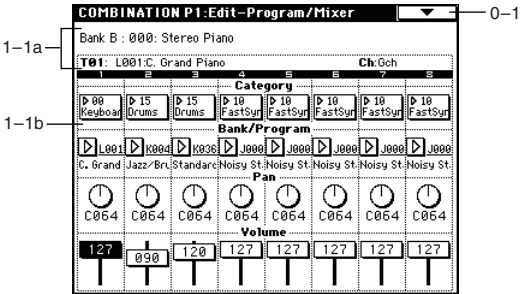 COMBINATION P1:Edit-Program/Mixer
0-1
Bank B : 000: Stereo Piano
1-1a
T01: L001:C. Grand Piano Ch:Gch
1 2 3 4 5 6 7 8
Category
00 Keyboar 15 Drums 15 Drums 10 FastSyn 10 FastSyn 10 FastSyn 10 FastSyn 10 FastSyn
1-1b
Bank/Program
L001 K004 K036 J000 J000 J000 J000 J000
C. Grand Jazz/Bru Standard Noisy St. Noisy St. Noisy St. Noisy St. Noisy St.
Pan
C064 C064 C064 C064 C064 C064 C064 C064
Volume
127 090 120 127 127 127 127 127